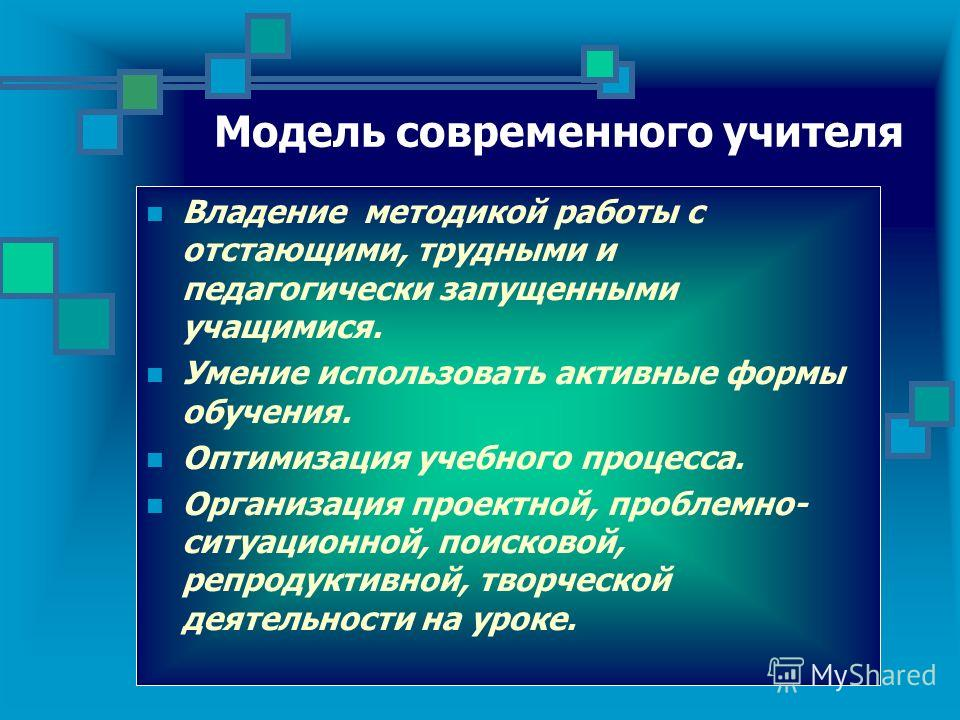 Модель современного учителя
Владение методикой работы с
отстающими, трудными и
педагогически запущенными
учащимися.
Умение использовать активные формы
обучения.
Оптимизация учебного процесса.
Организация проектной, проблемно-
ситуационной, поисковой,
репродуктивной, творческой
деятельности на уроке.
MyShared